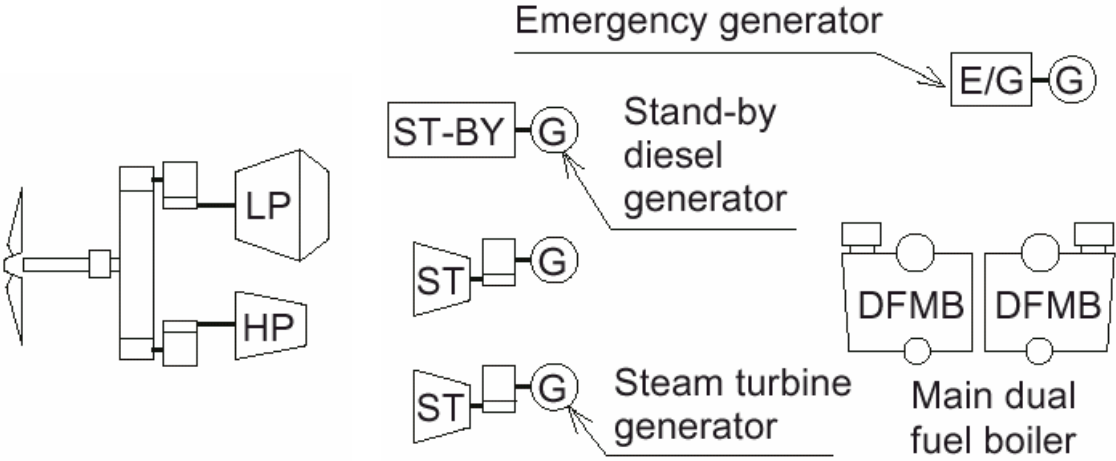 Emergency generator
E/G G
ST-BY G
Stand-by
diesel
generator
LP
HP
ST G
ST G
Steam turbine
generator
DFMB DFMB
Main dual
fuel boiler